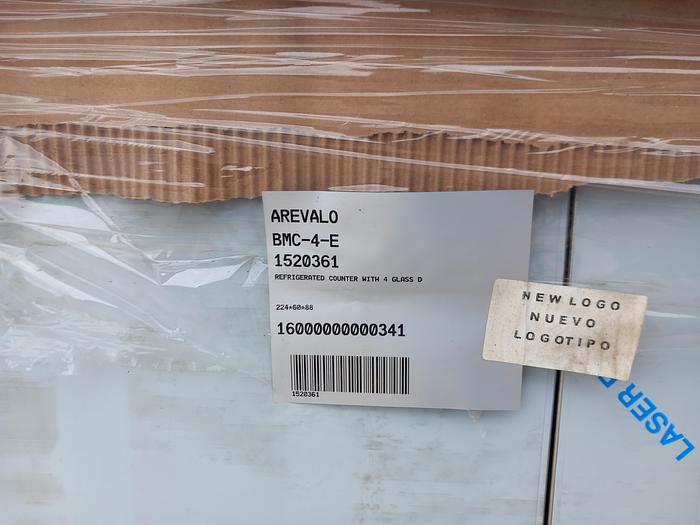 AREVALO
BMC-4-E
1520361
REFRIGERATED COUNTER WITH 4 GLASS D
224*60*88
16000000000341
1520361
NEW LOGO
NUEVO
LOGOTIPO
LASER